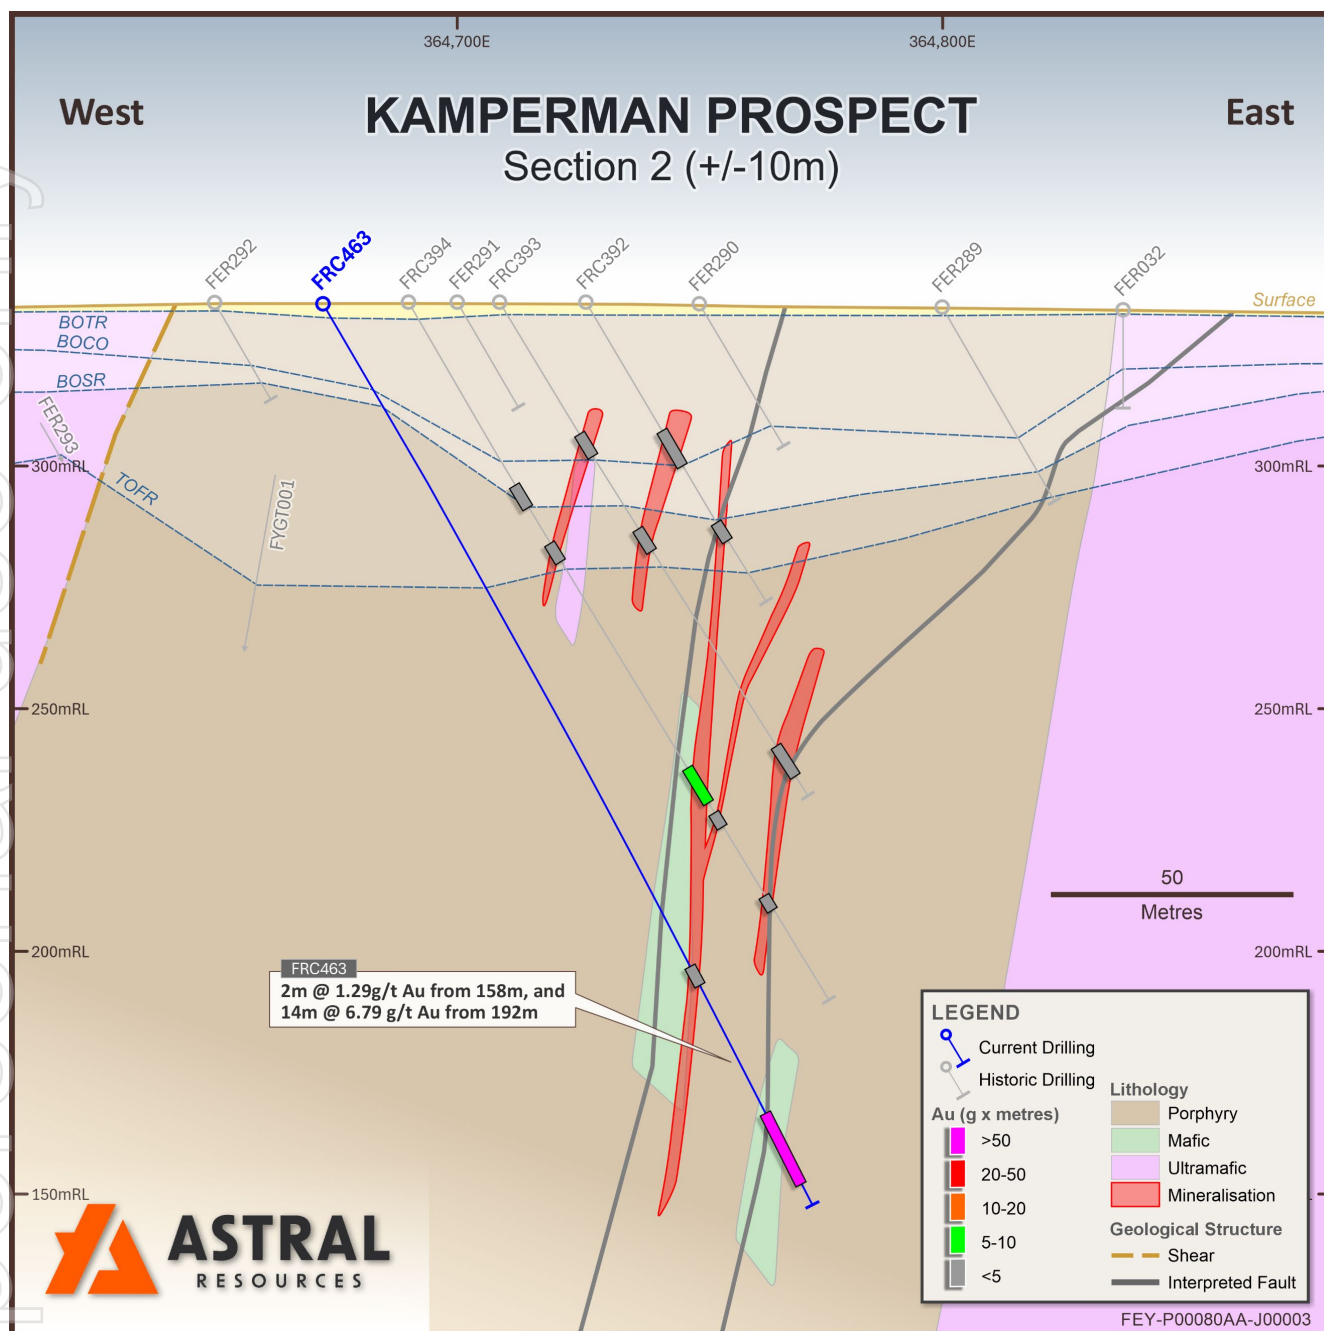 364,700E
364,800E
West
KAMPERMAN PROSPECT
East
Section 2 (+/-10m)
FER292
FRC463
FRC394
FER291
FRC393
FRC392
FER290
FER289
FER032
Surface
BOTR
BOCO
BOSR
FER293
300mRL
300mRL
TOFR
FYGT001
250mRL
250mRL
50
Metres
200mRL
200mRL
FRC463
2m @ 1.29g/t Au from 158m, and
14m @ 6.79 g/t Au from 192m
150mRL
LEGEND
Current Drilling
Historic Drilling
Au (g x metres)
>50
20-50
10-20
5-10
<5
Lithology
Porphyry
Mafic
Ultramafic
Mineralisation
Geological Structure
Shear
Interpreted Fault
ASTRAL
RESOURCES
FEY-P00080AA-J00003